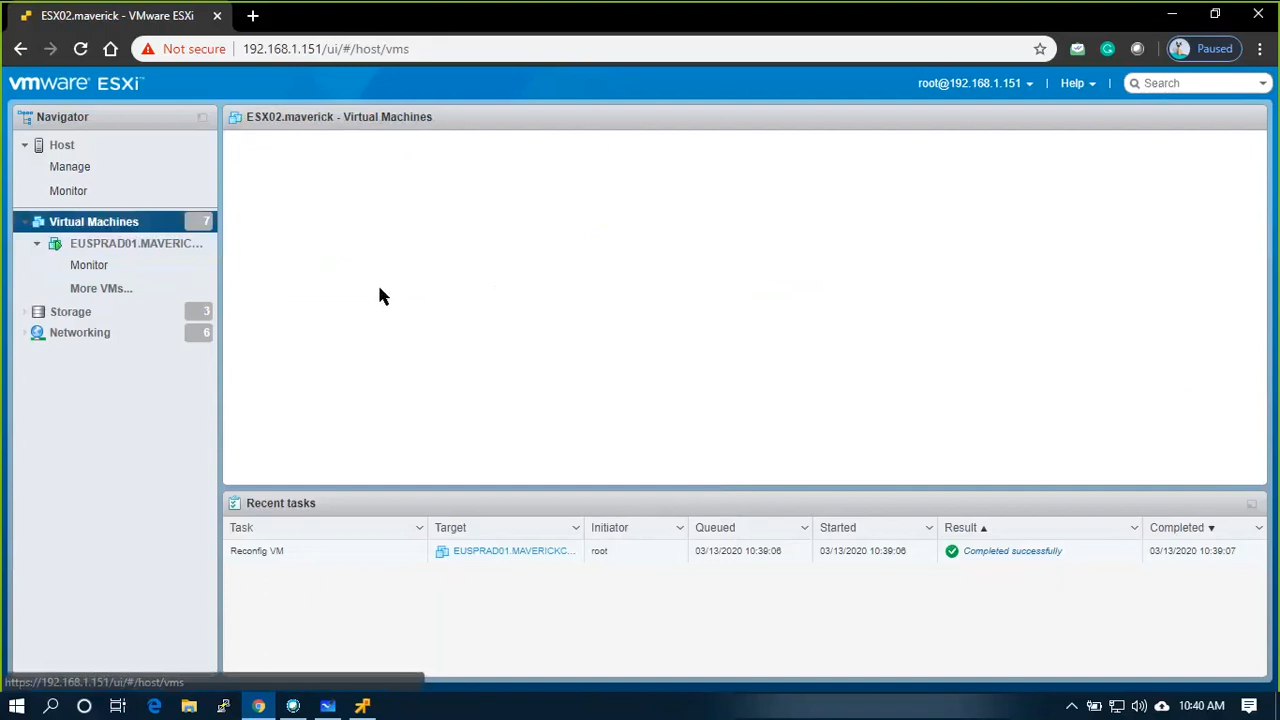 ESX02.maverick - VMware ESXi
Not secure 192.168.1.151/ui/#/host/vms
Paused
vmware ESXi
root@192.168.1.151 | Help | Search
Navigator
Host
Manage
Monitor
Virtual Machines 7
EUSPRAD01.MAVERIC...
Monitor
More VMs...
Storage 3
Networking 6
ESX02.maverick - Virtual Machines
Recent tasks
Task Target Initiator Queued Started Result Completed
Reconfig VM EUSPRAD01.MAVERICKC... root 03/13/2020 10:39:06 03/13/2020 10:39:06 Completed successfully 03/13/2020 10:39:07
https://192.168.1.151/ui/#/host/vms
10:40 AM